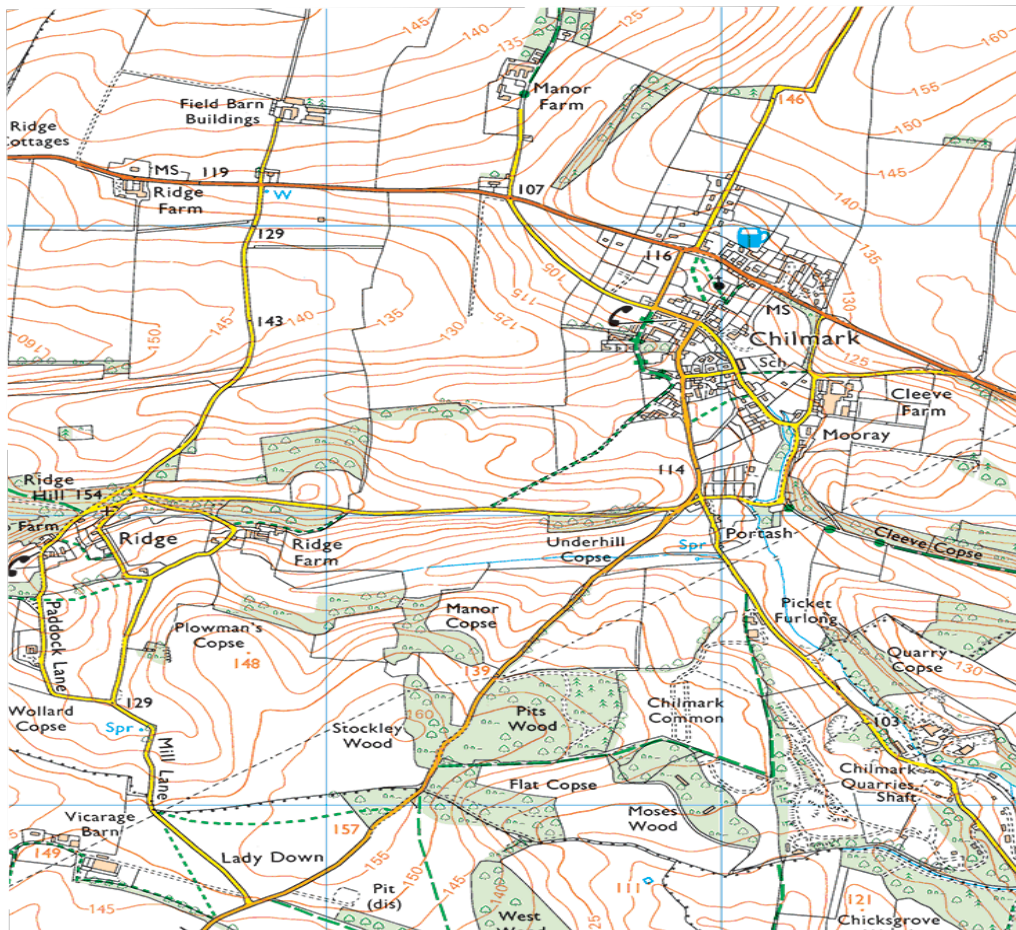 145
140
135
125
160
Manor
Farm
Field Barn
Buildings
146
155
150
Ridge
ottages
MS
119
145
Ridge
Farm
W
107
140
129
116
135
105
130
115
MS
143
145
140
135
130
125
150
160
Chilmark
125
Sch
Cleeve
Farm
Mooray
114
Ridge
Hill 154
Farm
Ridge
Ridge
Farm
Underhill
Copse
Spr
Portash
Cleeve Copse
Paddock Lane
Plowman's
Copse
148
Manor
Copse
Picket
Furlong
Quarry
Copse
130
139
Wollard
Copse
129
Spr
160
Stockley
Wood
Pits
Wood
Chilmark
Common
103
Mill Lane
Flat Copse
Chilmark
Quarries
Shaft
Vicarage
Barn
149
157
Moses
Wood
Lady Down
155
150
145
140
Pit
(dis)
111
121
145
West
Chicksgrove